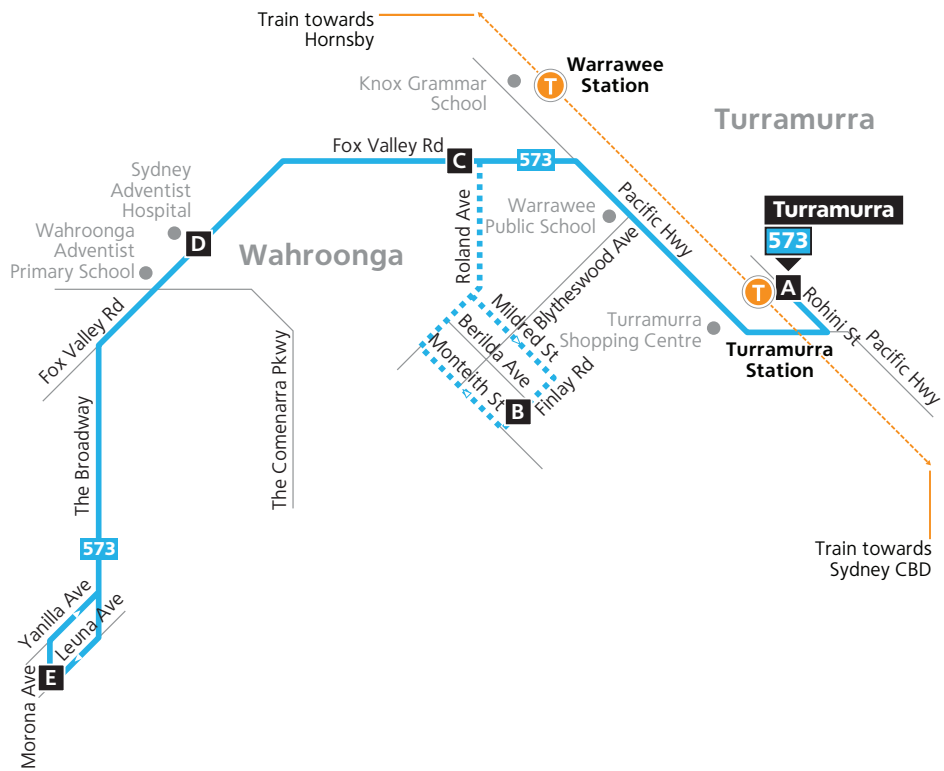 Train towards
Hornsby
Warrawee
Station
T
Knox Grammar
School
Turramurra
Fox Valley Rd
C
573
Sydney
Adventist
Hospital
Pacific Hwy
Roland Ave
Warrawee
Public School
Turramurra
573
Wahroonga
Adventist
Primary School
D
Wahroonga
Blytheswood Ave
T
A
Rohini St
Mildred St
Berilda Ave
Turramurra
Shopping Centre
Turramurra
Station
Pacific Hwy
Fox Valley Rd
Monteith St
Finlay Rd
B
The Comenarra Pkwy
The Broadway
573
Train towards
Sydney CBD
Yanilla Ave
Leuna Ave
E
Morona Ave